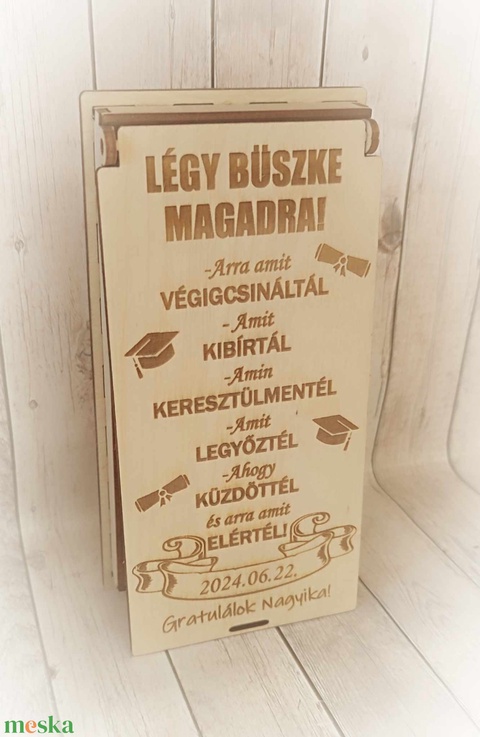 LÉGY BÜSZKE
MAGADRA!
-Arra amit
VÉGIGCSINÁLTÁL
- Amit
KIBÍRTÁL
-Amin
KERESZTÜLMENTÉL
-Amit
LEGYŐZTÉL
-Ahogy
KÜZDÖTTÉL
és arra amit
ELÉRTÉL!
2024.06.22.
Gratulálok Nagyika!
meska